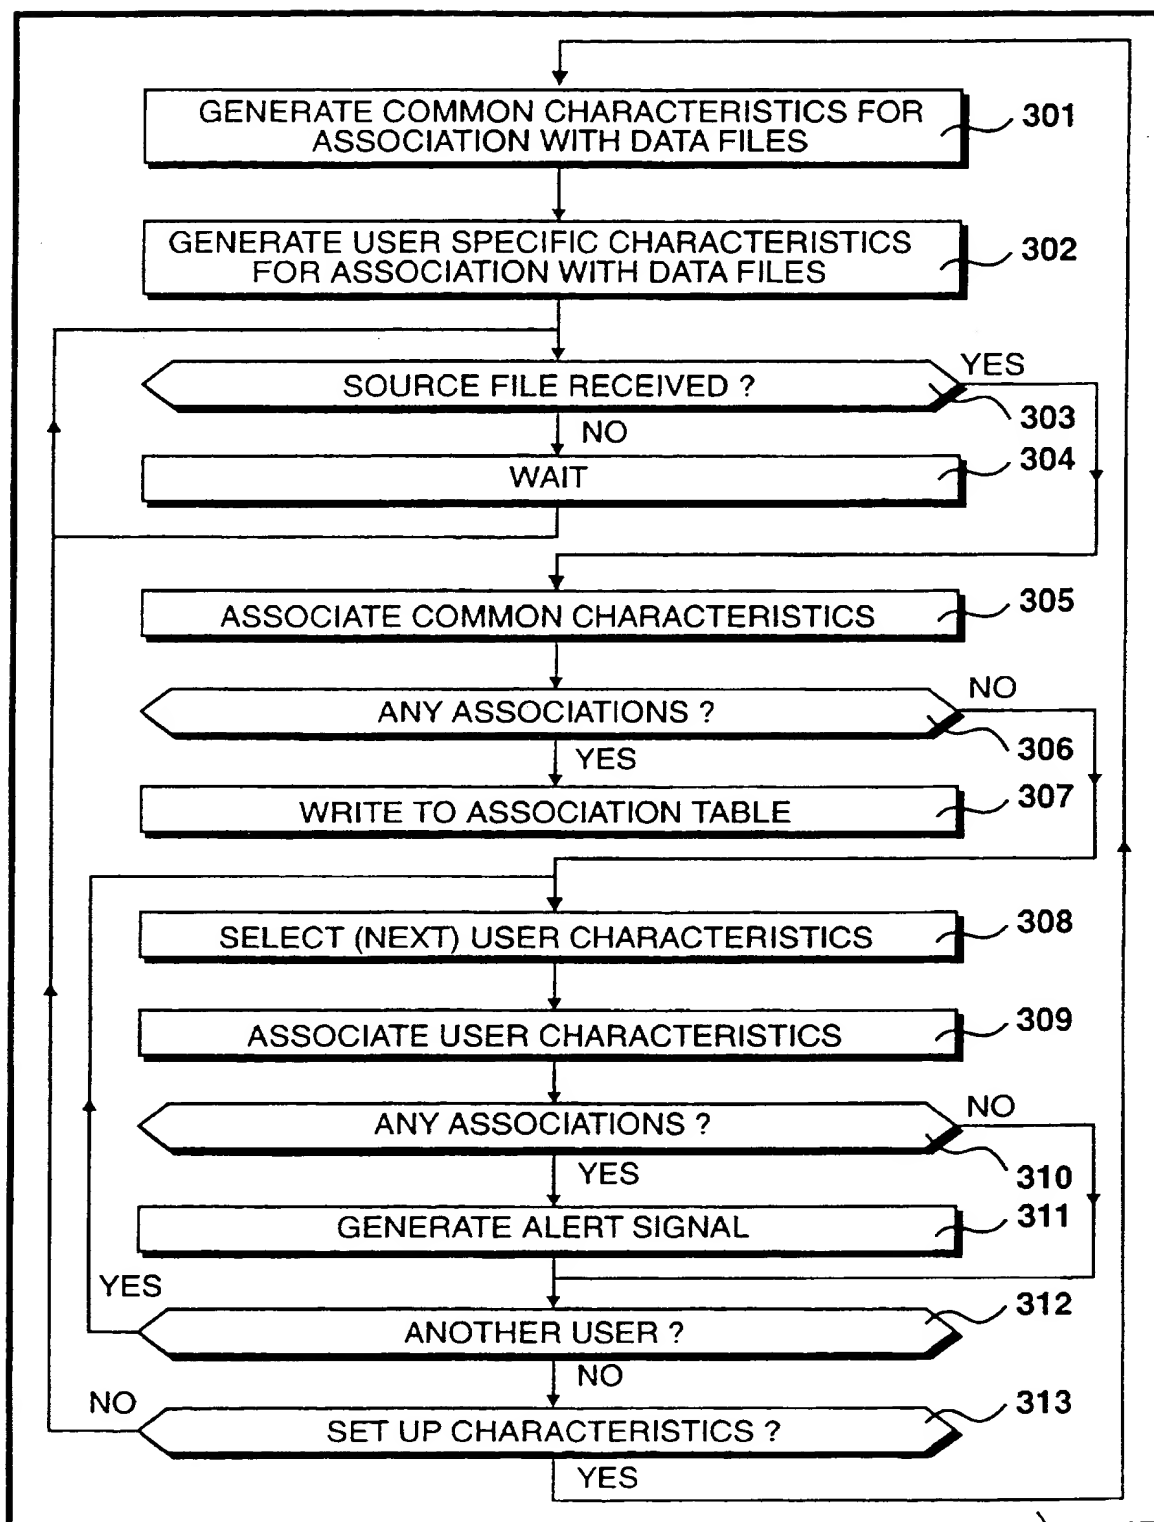 GENERATE COMMON CHARACTERISTICS FOR
ASSOCIATION WITH DATA FILES
301
GENERATE USER SPECIFIC CHARACTERISTICS
FOR ASSOCIATION WITH DATA FILES
302
SOURCE FILE RECEIVED ?
YES
303
NO
WAIT
304
ASSOCIATE COMMON CHARACTERISTICS
305
ANY ASSOCIATIONS ?
NO
306
YES
WRITE TO ASSOCIATION TABLE
307
SELECT (NEXT) USER CHARACTERISTICS
308
ASSOCIATE USER CHARACTERISTICS
309
ANY ASSOCIATIONS ?
NO
310
YES
GENERATE ALERT SIGNAL
311
YES
ANOTHER USER ?
312
NO
NO
SET UP CHARACTERISTICS ?
313
YES